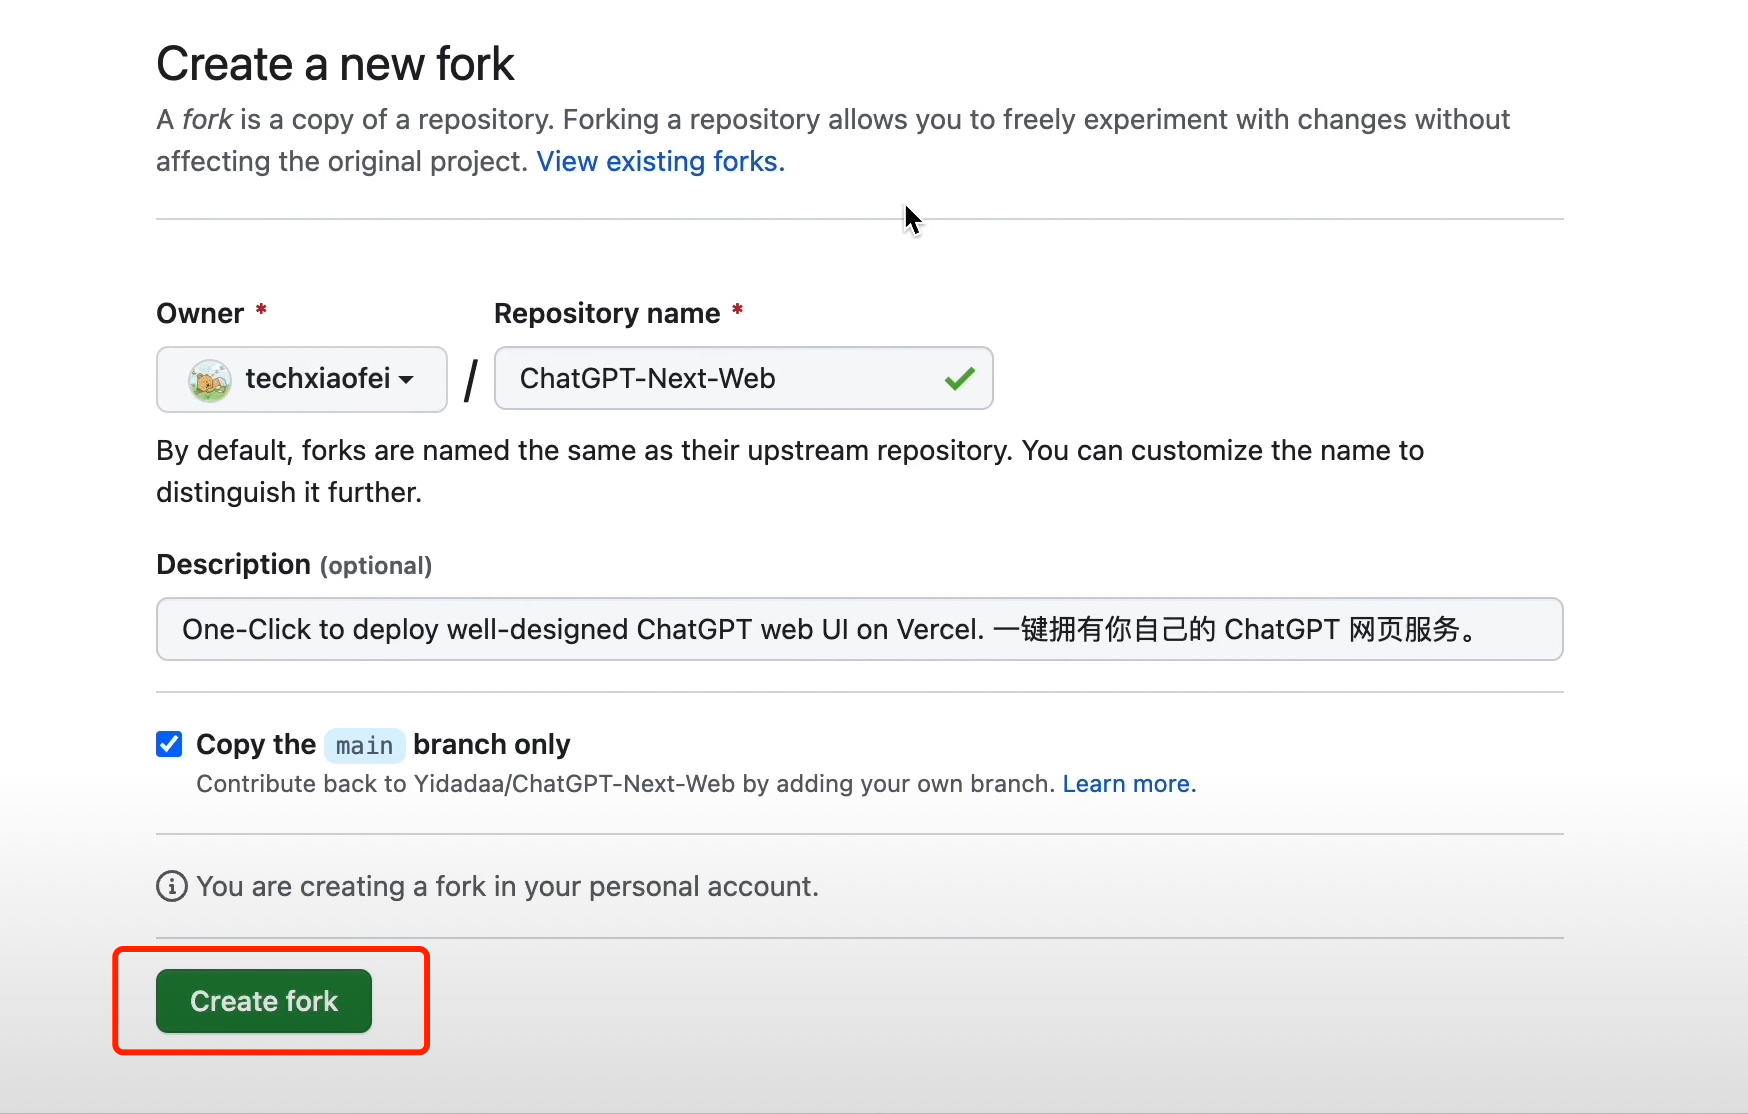 Create a new fork
A fork is a copy of a repository. Forking a repository allows you to freely experiment with changes without
affecting the original project. View existing forks.
Owner * Repository name *
techxiaofei / ChatGPT-Next-Web
By default, forks are named the same as their upstream repository. You can customize the name to
distinguish it further.
Description (optional)
One-Click to deploy well-designed ChatGPT web UI on Vercel. 一键拥有你自己的 ChatGPT 网页服务。
Copy the main branch only
Contribute back to Yidadaa/ChatGPT-Next-Web by adding your own branch. Learn more.
You are creating a fork in your personal account.
Create fork